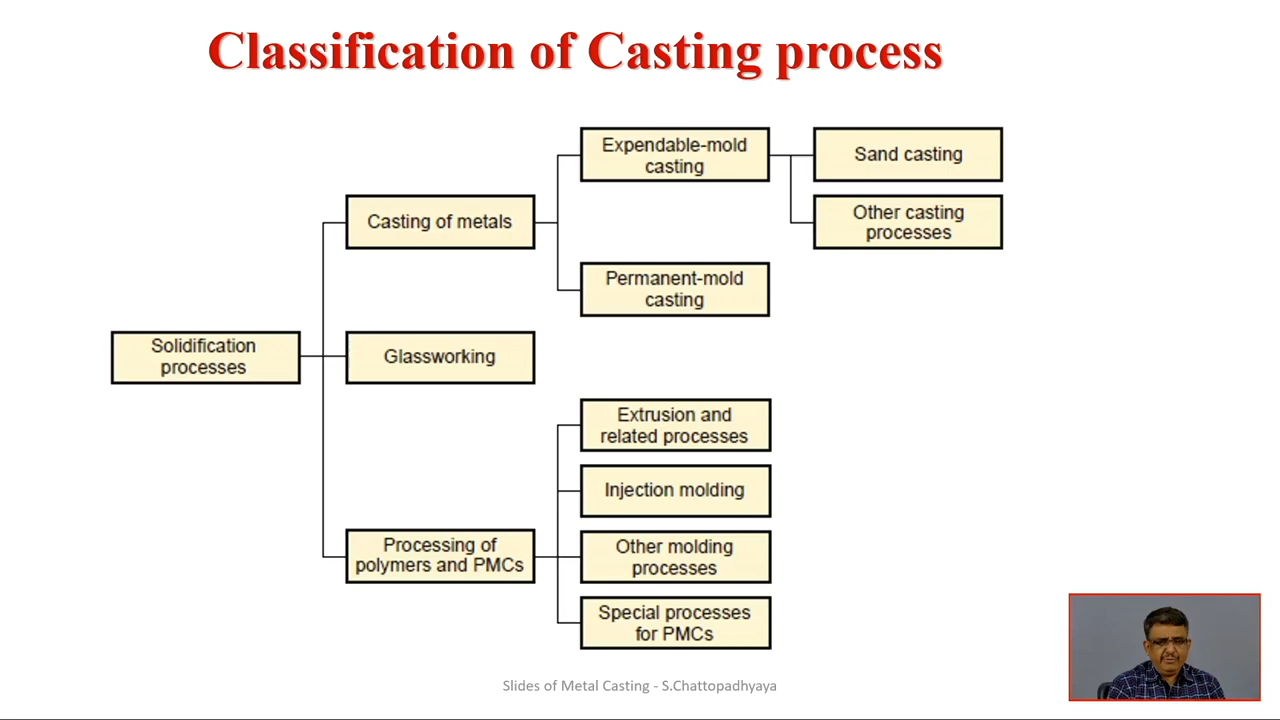 Classification of Casting process
Expendable-mold
casting
Sand casting
Casting of metals
Other casting
processes
Permanent-mold
casting
Solidification
processes
Glassworking
Extrusion and
related processes
Injection molding
Processing of
polymers and PMCs
Other molding
processes
Special processes
for PMCs
Slides of Metal Casting - S.Chattopadhyaya